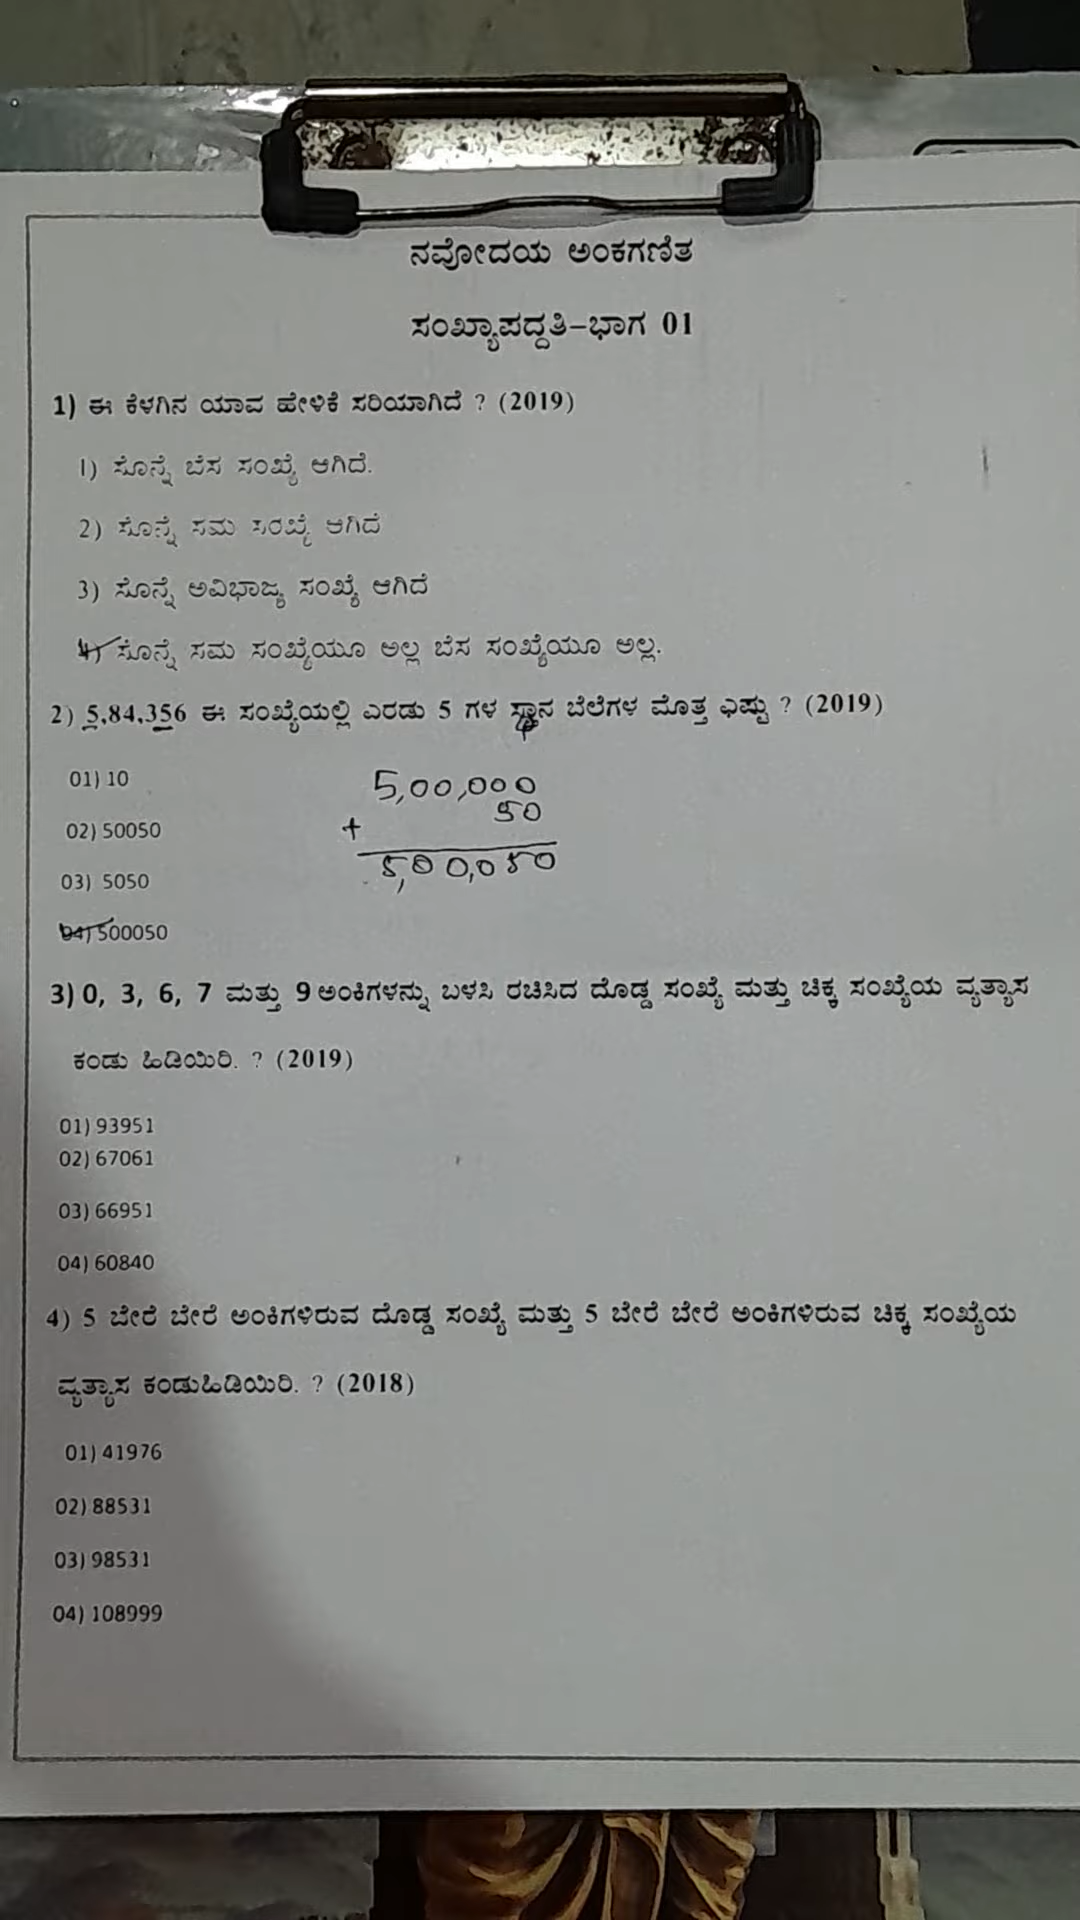 ನವೋದಯ ಅಂಕಗಣಿತ
ಸಂಖ್ಯಾಪದ್ದತಿ-ಭಾಗ 01
1) ಈ ಕೆಳಗಿನ ಯಾವ ಹೇಳಿಕೆ ಸರಿಯಾಗಿದೆ ? (2019)
1) ಸೊನ್ನೆ ಬೆಸ ಸಂಖ್ಯೆ ಆಗಿದೆ.
2) ಸೊನ್ನೆ ಸಮ ಸಂಖ್ಯೆ ಆಗಿದೆ
3) ಸೊನ್ನೆ ಅವಿಭಾಜ್ಯ ಸಂಖ್ಯೆ ಆಗಿದೆ
4) ಸೊನ್ನೆ ಸಮ ಸಂಖ್ಯೆಯೂ ಅಲ್ಲ ಬೆಸ ಸಂಖ್ಯೆಯೂ ಅಲ್ಲ.
2) 5,84,356 ಈ ಸಂಖ್ಯೆಯಲ್ಲಿ ಎರಡು 5 ಗಳ ಸ್ಥಾನ ಬೆಲೆಗಳ ಮೊತ್ತ ಎಷ್ಟು ? (2019)
01) 10
5,00,000
50
02) 50050
+
5,00,050
03) 5050
04) 500050
3) 0, 3, 6, 7 ಮತ್ತು 9 ಅಂಕಿಗಳನ್ನು ಬಳಸಿ ರಚಿಸಿದ ದೊಡ್ಡ ಸಂಖ್ಯೆ ಮತ್ತು ಚಿಕ್ಕ ಸಂಖ್ಯೆಯ ವ್ಯತ್ಯಾಸ
ಕಂಡು ಹಿಡಿಯಿರಿ. ? (2019)
01) 93951
02) 67061
03) 66951
04) 60840
4) 5 ಬೇರೆ ಬೇರೆ ಅಂಕಿಗಳಿರುವ ದೊಡ್ಡ ಸಂಖ್ಯೆ ಮತ್ತು 5 ಬೇರೆ ಬೇರೆ ಅಂಕಿಗಳಿರುವ ಚಿಕ್ಕ ಸಂಖ್ಯೆಯ
ವ್ಯತ್ಯಾಸ ಕಂಡುಹಿಡಿಯಿರಿ. ? (2018)
01) 41976
02) 88531
03) 98531
04) 108999